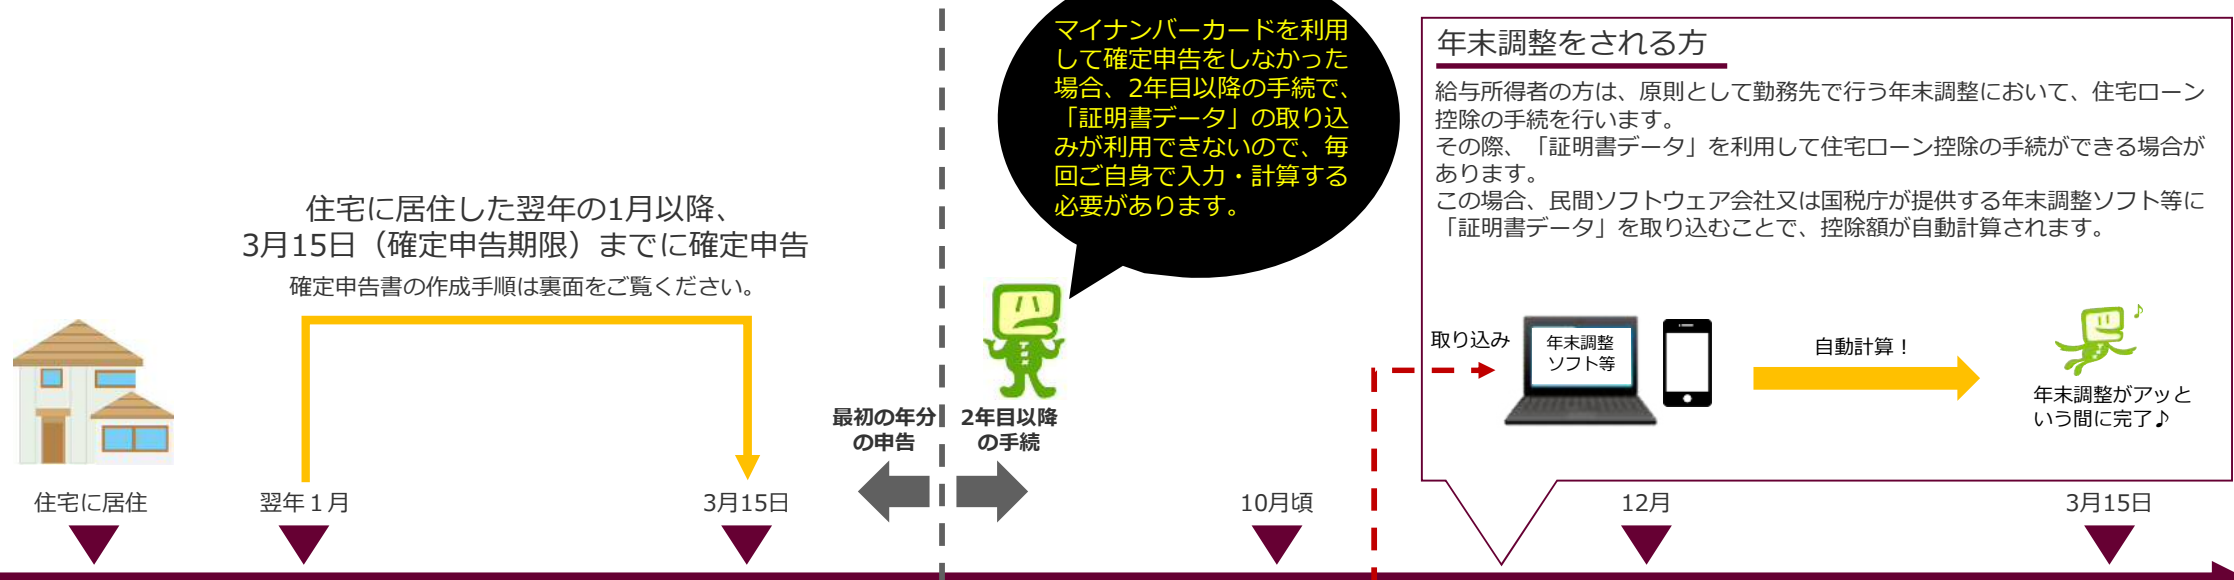 マイナンバーカードを利用
して確定申告をしなかった
場合、2年目以降の手続で、
「証明書データ」の取り込
みが利用できないので、毎
回ご自身で入力・計算する
必要があります。
年末調整をされる方
給与所得者の方は、原則として勤務先で行う年末調整において、住宅ローン
控除の手続を行います。
その際、「証明書データ」を利用して住宅ローン控除の手続ができる場合が
あります。
この場合、民間ソフトウェア会社又は国税庁が提供する年末調整ソフト等に
「証明書データ」を取り込むことで、控除額が自動計算されます。
住宅に居住した翌年の1月以降、
3月15日（確定申告期限）までに確定申告
確定申告書の作成手順は裏面をご覧ください。
取り込み
年末調整
ソフト等
自動計算！
年末調整がアッと
いう間に完了♪
最初の年分
の申告
2年目以降
の手続
住宅に居住
翌年１月
3月15日
10月頃
12月
3月15日